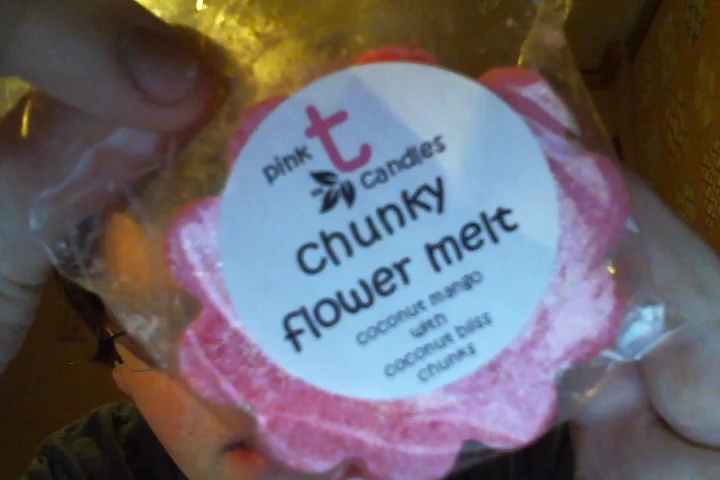 pink t candles
chunky
flower melt
coconut mango
with
coconut bliss
chunks